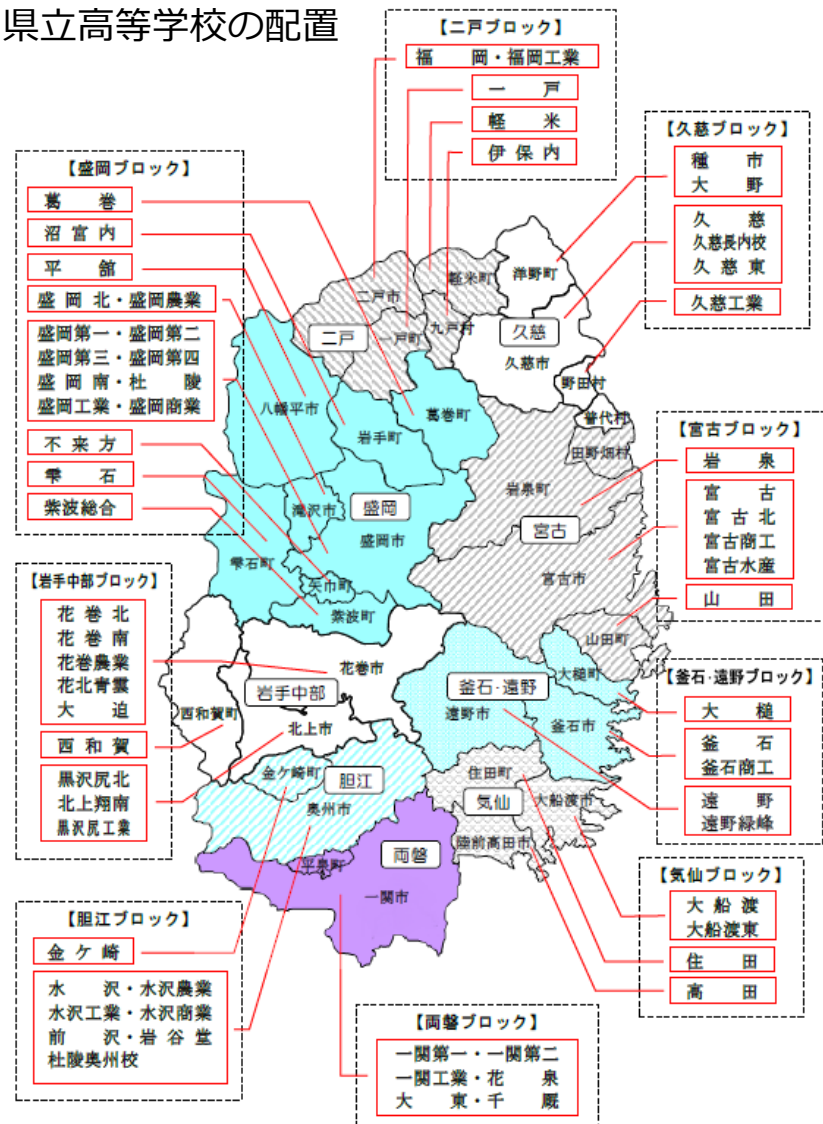 県立高等学校の配置
【二戸ブロック】
福岡・福岡工業
一戸
軽米
伊保内
【久慈ブロック】
種市
大野
久慈
久慈長内校
久慈東
久慈工業
【盛岡ブロック】
葛巻
沼宮内
平舘
盛岡北・盛岡農業
盛岡第一・盛岡第二
盛岡第三・盛岡第四
盛岡南・杜陵
盛岡工業・盛岡商業
不来方
雫石
紫波総合
【宮古ブロック】
岩泉
宮古
宮古北
宮古商工
宮古水産
山田
【岩手中部ブロック】
花巻北
花巻南
花巻農業
花北青雲
大迫
西和賀
黒沢尻北
北上翔南
黒沢尻工業
【釜石・遠野ブロック】
大槌
釜石
釜石商工
遠野
遠野緑峰
【気仙ブロック】
大船渡
大船渡東
住田
高田
【胆江ブロック】
金ケ崎
水沢・水沢農業
水沢工業・水沢商業
前沢・岩谷堂
杜陵奥州校
【両磐ブロック】
一関第一・一関第二
一関工業・花泉
大東・千厩
洋野町
軽米町
二戸市
九戸村
二戸
一戸町
久慈
久慈市
野田村
普代村
田野畑村
八幡平市
岩手町
葛巻町
岩泉町
滝沢市
盛岡
盛岡市
宮古
宮古市
雫石町
矢巾町
紫波町
山田町
花巻市
大槌町
岩手中部
釜石・遠野
西和賀町
遠野市
釜石市
北上市
金ケ崎町
胆江
住田町
奥州市
気仙
大船渡市
陸前高田市
両磐
平泉町
一関市